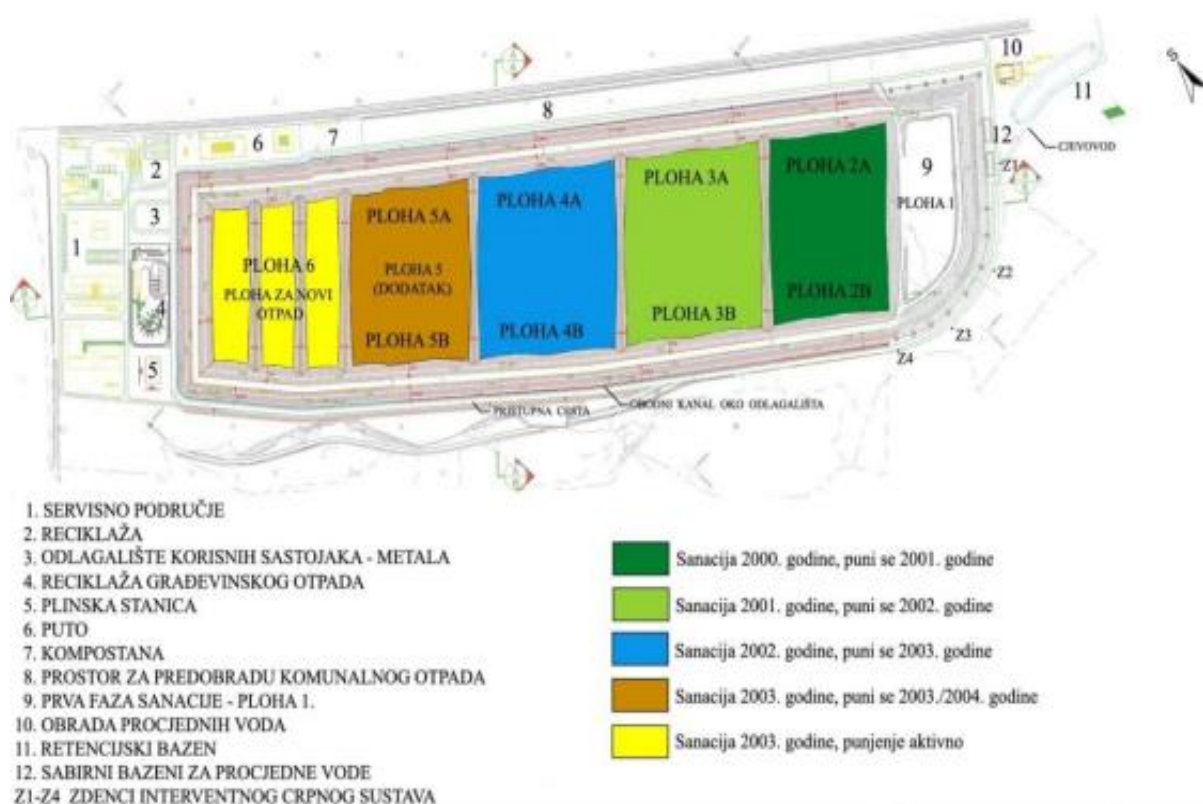 10
S
11
8
6
7
12
CJEVOVOD
2
Z1
9
PLOHA 2A
PLOHA 3A
PLOHA 4A
PLOHA 5A
PLOHA 1
3
1
PLOHA 6
PLOHA 5
(DODATAK)
PLOHA ZA NOVI
OTPAD
Z2
4
PLOHA 2B
PLOHA 3B
PLOHA 4B
PLOHA 5B
Z3
Z4
5
PRISTUPNA CESTA
OBODNI KANAL OKO ODLAGALIŠTA
1. SERVISNO PODRUČJE
2. RECIKLAŽA
3. ODLAGALIŠTE KORISNIH SASTOJAKA - METALA
4. RECIKLAŽA GRAĐEVINSKOG OTPADA
5. PLINSKA STANICA
6. PUTO
7. KOMPOSTANA
8. PROSTOR ZA PREDOBRADU KOMUNALNOG OTPADA
9. PRVA FAZA SANACIJE - PLOHA 1.
10. OBRADA PROCJEDNIH VODA
11. RETENCIJSKI BAZEN
12. SABIRNI BAZENI ZA PROCJEDNE VODE
Z1-Z4 ZDENCI INTERVENTNOG CRPNOG SUSTAVA
Sanacija 2000. godine, puni se 2001. godine
Sanacija 2001. godine, puni se 2002. godine
Sanacija 2002. godine, puni se 2003. godine
Sanacija 2003. godine, puni se 2003./2004. godine
Sanacija 2003. godine, punjenje aktivno